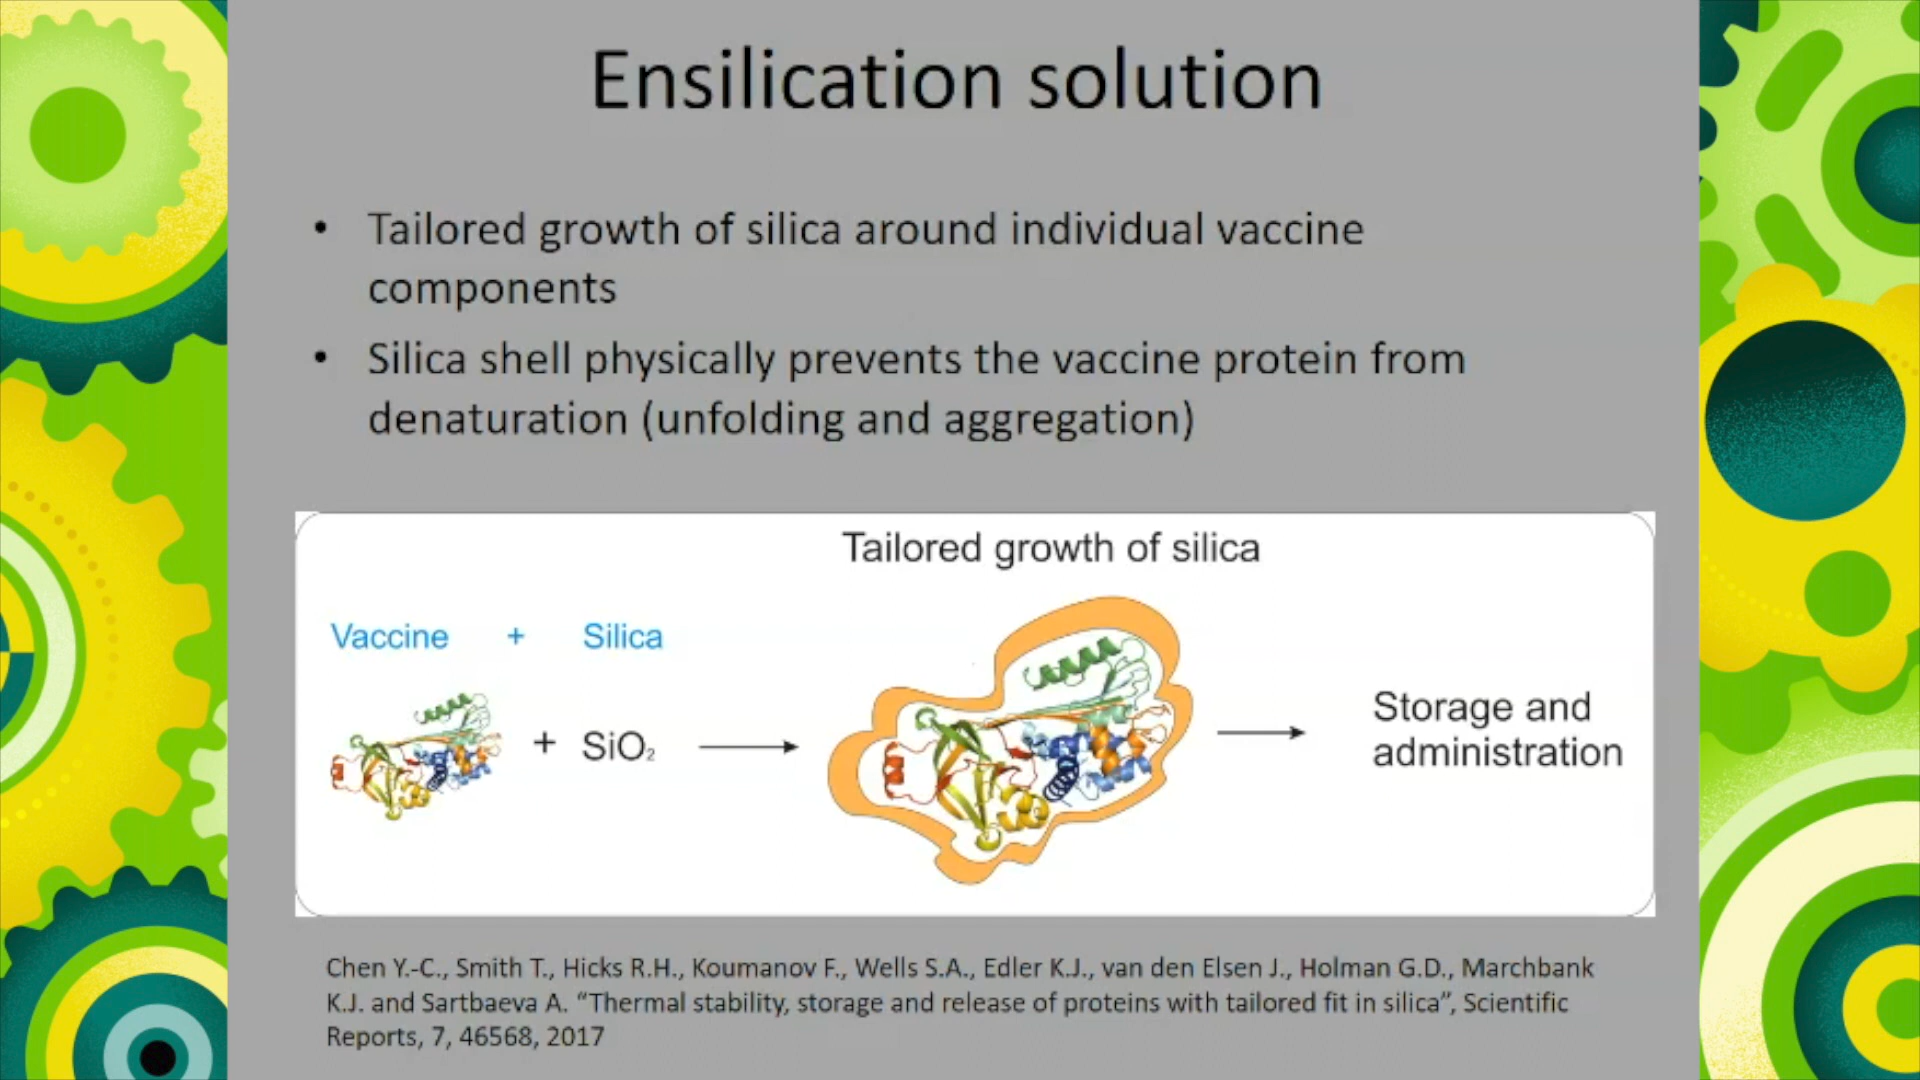 Ensilication solution
• Tailored growth of silica around individual vaccine
components
• Silica shell physically prevents the vaccine protein from
denaturation (unfolding and aggregation)
Tailored growth of silica
Vaccine + Silica
+ SiO₂
Storage and
administration
Chen Y.-C., Smith T., Hicks R.H., Koumanov F., Wells S.A., Edler K.J., van den Elsen J., Holman G.D., Marchbank
K.J. and Sartbaeva A. “Thermal stability, storage and release of proteins with tailored fit in silica”, Scientific
Reports, 7, 46568, 2017